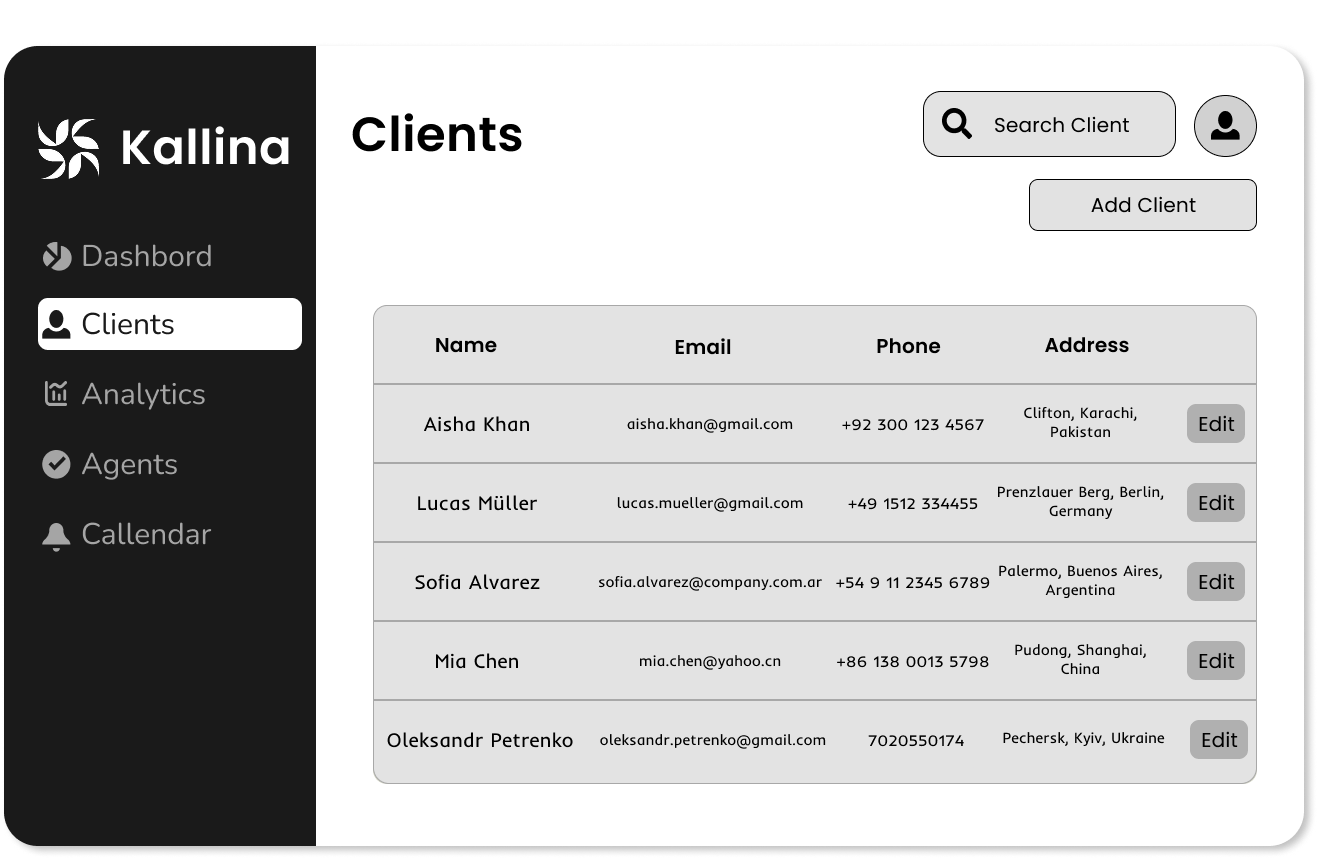 Kallina
Dashbord
Clients
Analytics
Agents
Callendar
Clients
Search Client
Add Client
Name Email Phone Address
Aisha Khan aisha.khan@gmail.com +92 300 123 4567 Clifton, Karachi,
Pakistan Edit
Lucas Müller lucas.mueller@gmail.com +49 1512 334455 Prenzlauer Berg, Berlin,
Germany Edit
Sofia Alvarez sofia.alvarez@company.com.ar +54 9 11 2345 6789 Palermo, Buenos Aires,
Argentina Edit
Mia Chen mia.chen@yahoo.cn +86 138 0013 5798 Pudong, Shanghai,
China Edit
Oleksandr Petrenko oleksandr.petrenko@gmail.com 7020550174 Pechersk, Kyiv, Ukraine Edit